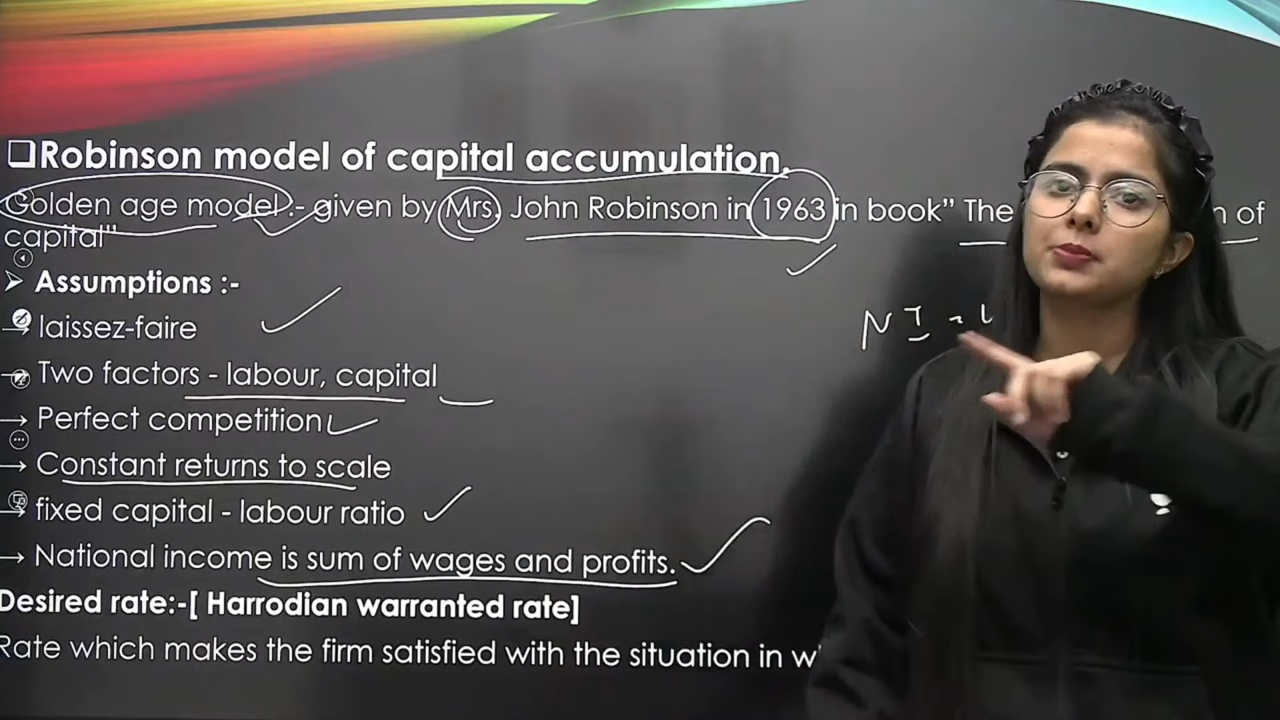 ❑Robinson model of capital accumulation.
Golden age model :- given by Mrs. John Robinson in 1963 in book" The n of
capital"
➤ Assumptions :-
→ laissez-faire
→ Two factors - labour, capital
→ Perfect competition
→ Constant returns to scale
→ fixed capital - labour ratio
→ National income is sum of wages and profits.
NI =
Desired rate:-[ Harrodian warranted rate]
Rate which makes the firm satisfied with the situation in